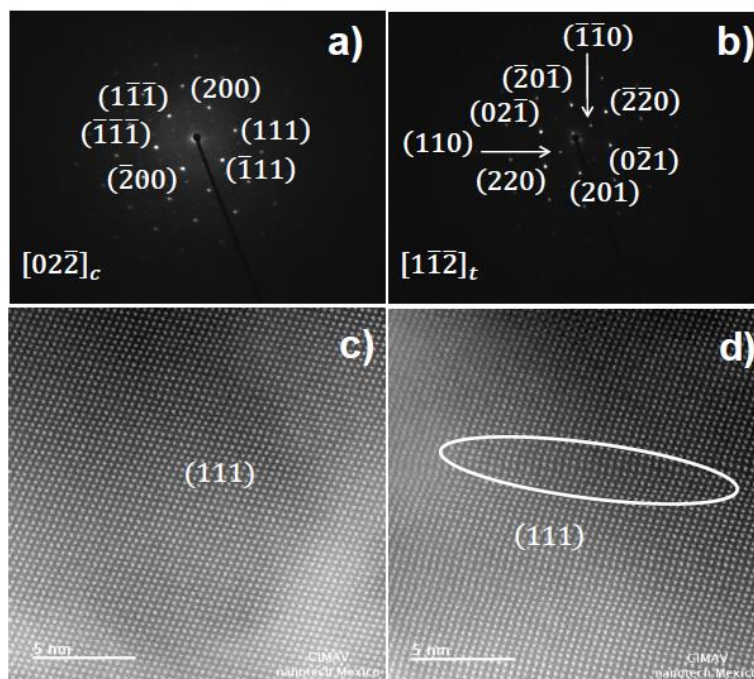 a)
(200)
(11̅1̅)
(1̅1̅1̅)
(111)
(2̅00)
(1̅11)
[022̅]c
b)
(1̅1̅0)
(2̅01̅)
(2̅2̅0)
(021̅)
(110)
(02̅1)
(220)
(201)
[11̅2̅]t
c)
(111)
5 nm
CIMAV
nanotech Mexico
d)
(111)
5 nm
CIMAV
nanotech Mexico